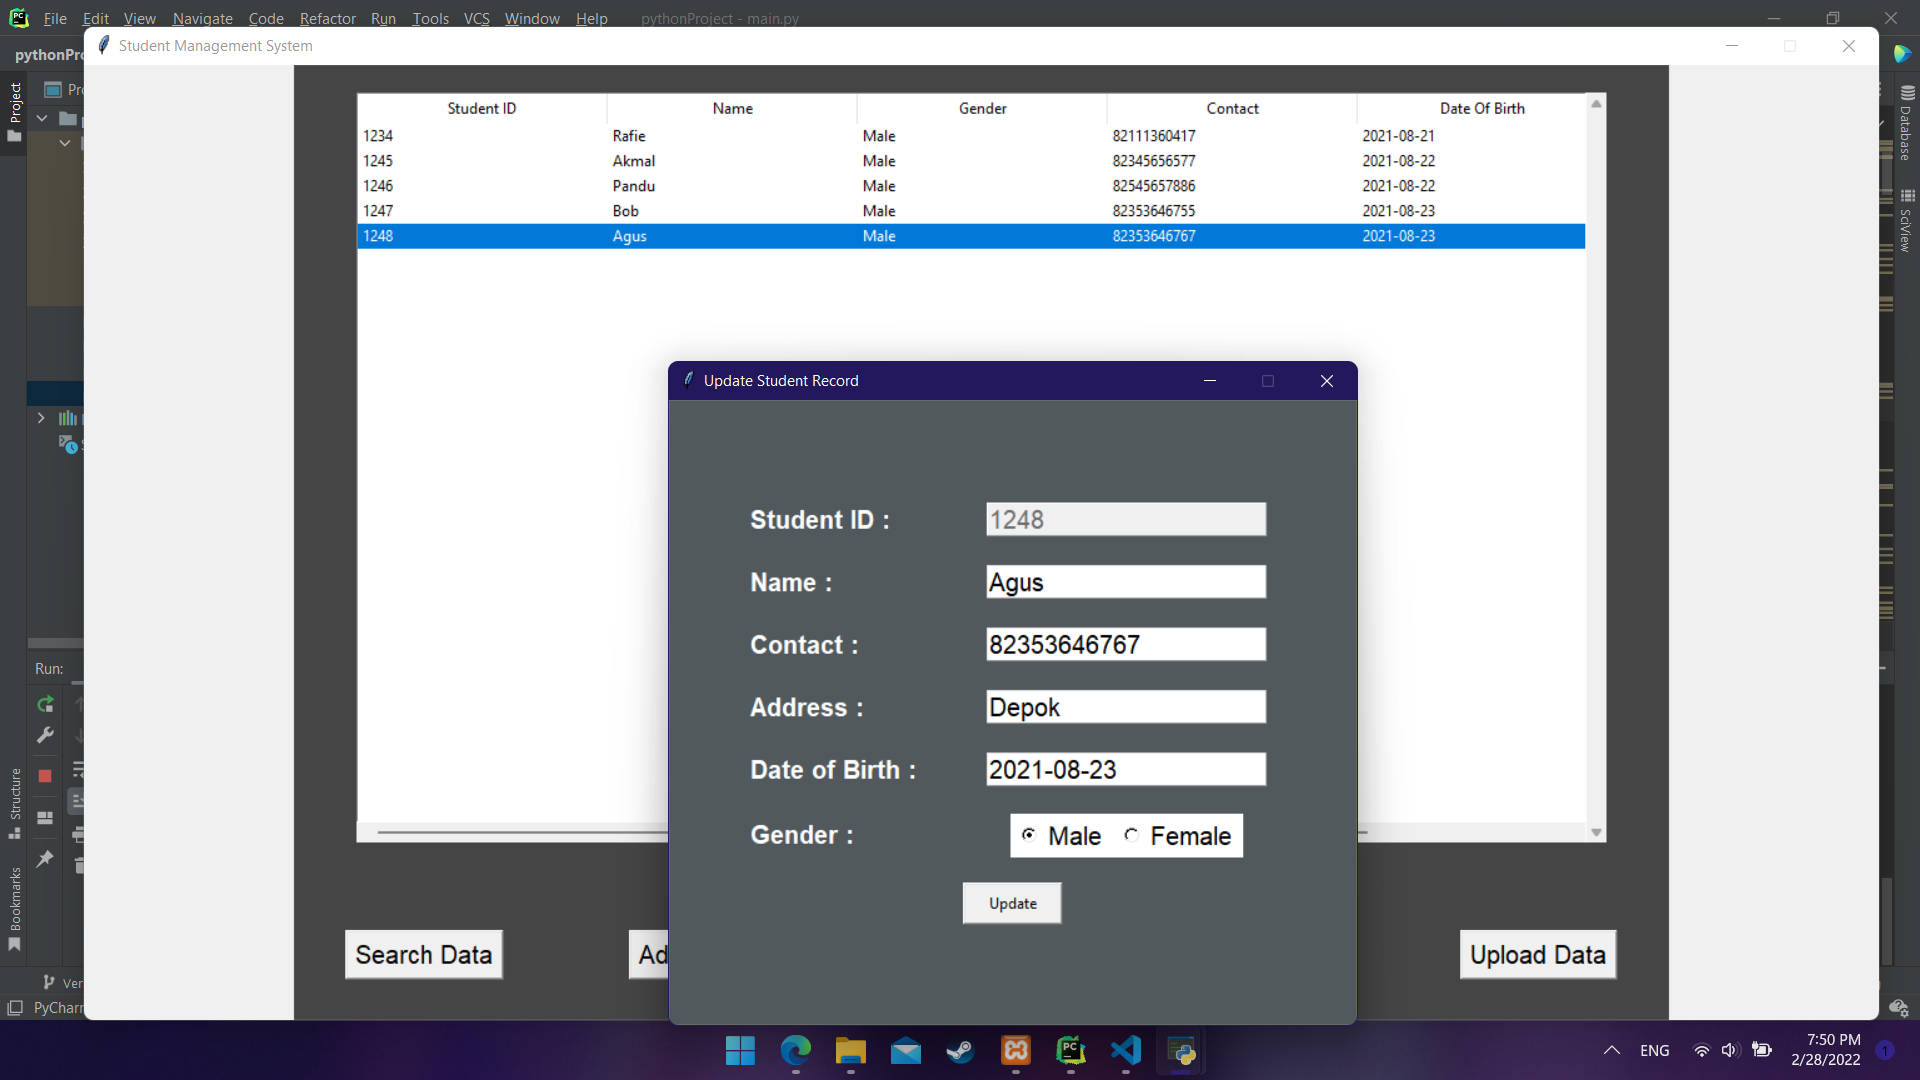 File Edit View Navigate Code Refactor Run Tools VCS Window Help pythonProject - main.py
pythonPro
Student Management System
Project
Student ID Name Gender Contact Date Of Birth
1234 Rafie Male 82111360417 2021-08-21
1245 Akmal Male 82345656577 2021-08-22
1246 Pandu Male 82545657886 2021-08-22
1247 Bob Male 82353646755 2021-08-23
1248 Agus Male 82353646767 2021-08-23
Database
SciView
Update Student Record
Student ID : 1248
Name : Agus
Contact : 82353646767
Address : Depok
Date of Birth : 2021-08-23
Gender : Male Female
Update
Run:
Structure
Bookmarks
Search Data Ad Upload Data
Ver
PyCharm
PC
ENG
7:50 PM
2/28/2022
1